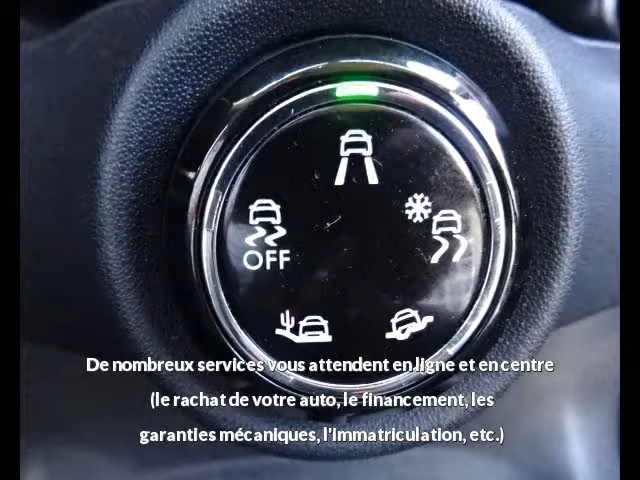 OFF
De nombreux services vous attendent en ligne et en centre
(le rachat de votre auto, le financement, les
garanties mécaniques, l'immatriculation, etc.)